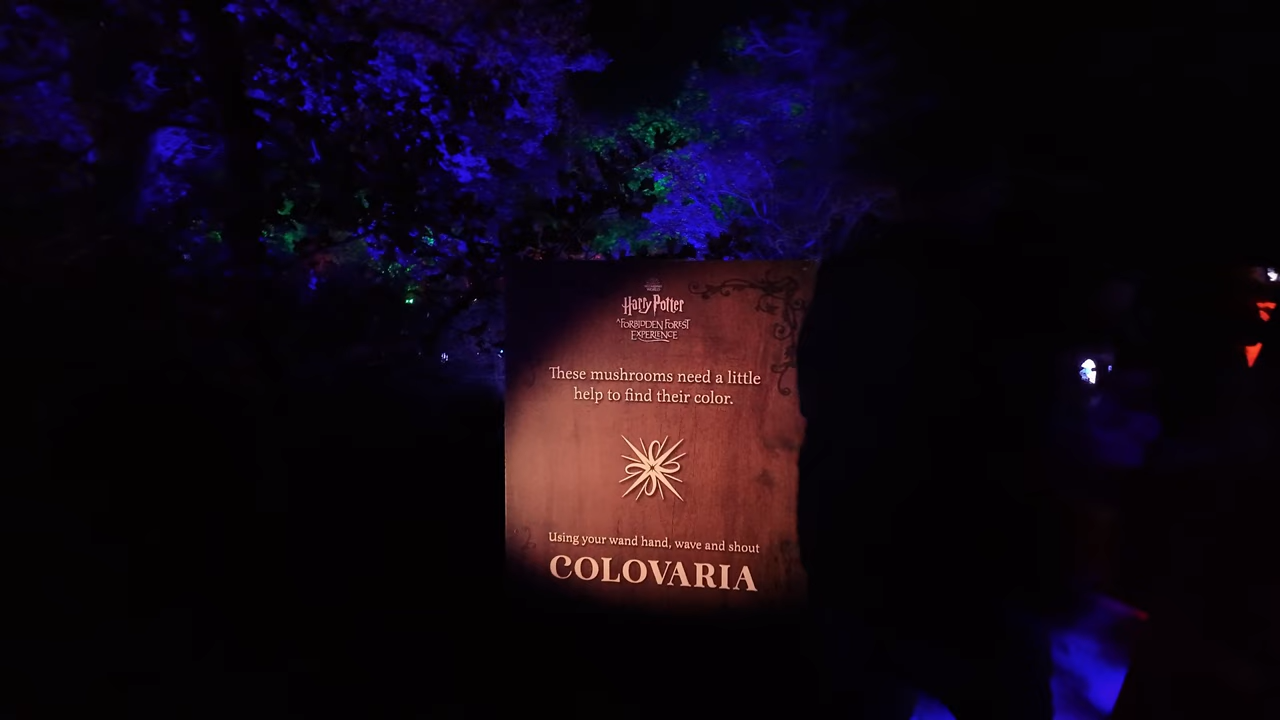 Harry Potter
A FORBIDDEN FOREST
EXPERIENCE
These mushrooms need a little
help to find their color.
Using your wand hand, wave and shout
COLOVARIA